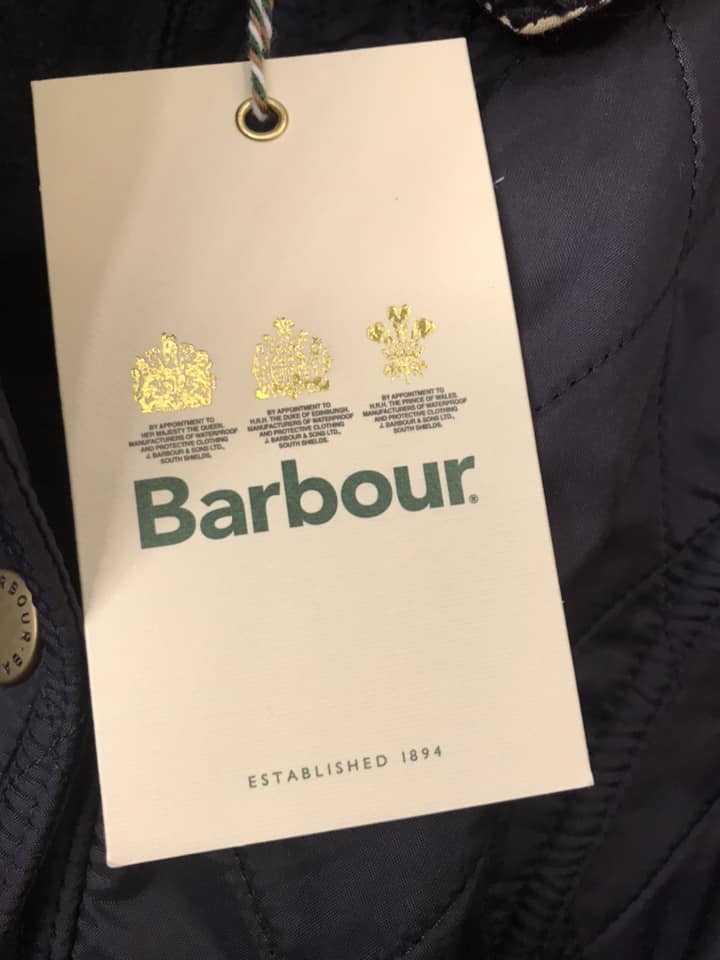 BY APPOINTMENT TO
HER MAJESTY THE QUEEN.
MANUFACTURERS OF WATERPROOF
AND PROTECTIVE CLOTHING
J. BARBOUR & SONS LTD.,
SOUTH SHIELDS.
BY APPOINTMENT TO
H.R.H. THE DUKE OF EDINBURGH.
MANUFACTURERS OF WATERPROOF
AND PROTECTIVE CLOTHING
J. BARBOUR & SONS LTD.,
SOUTH SHIELDS.
BY APPOINTMENT TO
H.R.H. THE PRINCE OF WALES.
MANUFACTURERS OF WATERPROOF
AND PROTECTIVE CLOTHING
J. BARBOUR & SONS LTD.,
SOUTH SHIELDS.
Barbour®
ESTABLISHED 1894
RBOUR·BA